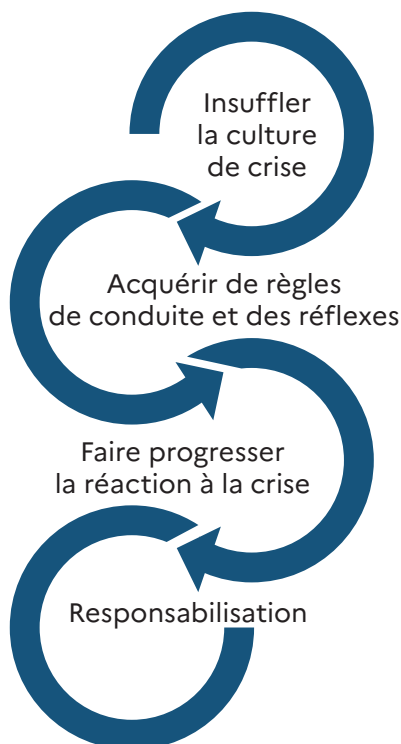 Insuffler
la culture
de crise
Acquérir de règles
de conduite et des réflexes
Faire progresser
la réaction à la crise
Responsabilisation